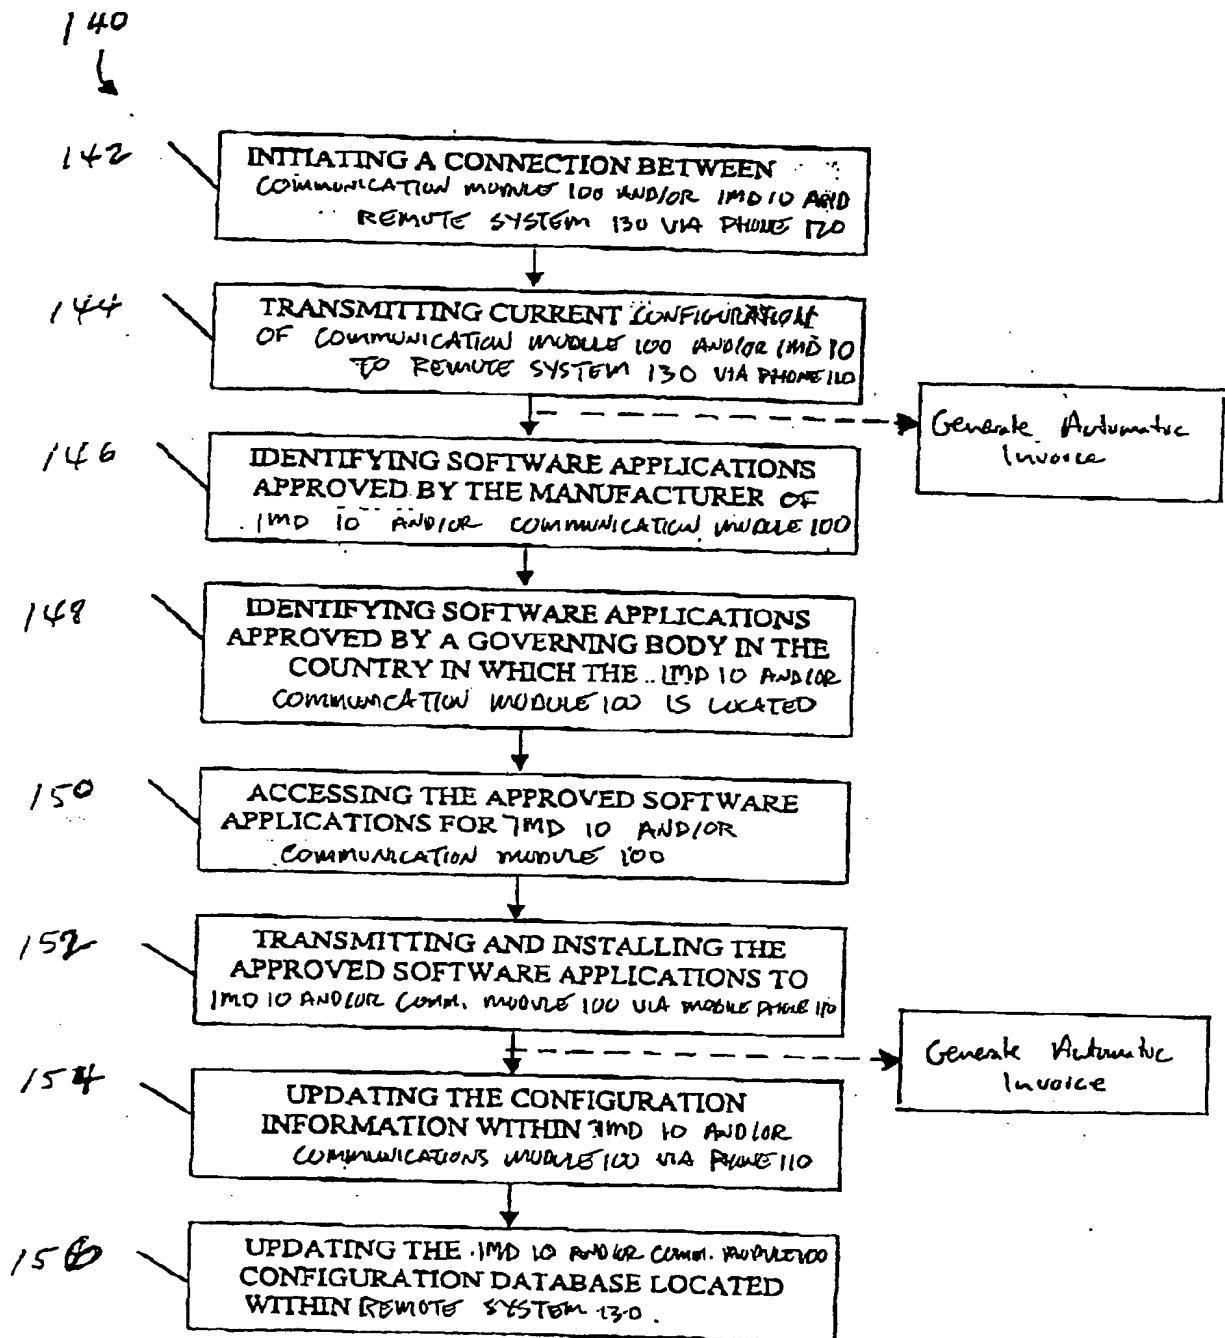 140
142
INITIATING A CONNECTION BETWEEN
COMMUNICATION MODULE 100 AND/OR IMD 10 AND
REMOTE SYSTEM 130 VIA PHONE 120
144
TRANSMITTING CURRENT CONFIGURATION
OF COMMUNICATION MODULE 100 AND/OR IMD 10
TO REMOTE SYSTEM 130 VIA PHONE 110
Generate Automatic
Invoice
146
IDENTIFYING SOFTWARE APPLICATIONS
APPROVED BY THE MANUFACTURER OF
IMD 10 AND/OR COMMUNICATION MODULE 100
148
IDENTIFYING SOFTWARE APPLICATIONS
APPROVED BY A GOVERNING BODY IN THE
COUNTRY IN WHICH THE IMD 10 AND/OR
COMMUNICATION MODULE 100 IS LOCATED
150
ACCESSING THE APPROVED SOFTWARE
APPLICATIONS FOR IMD 10 AND/OR
COMMUNICATION MODULE 100
152
TRANSMITTING AND INSTALLING THE
APPROVED SOFTWARE APPLICATIONS TO
IMD 10 AND/OR COMM. MODULE 100 VIA MOBILE PHONE 110
Generate Automatic
Invoice
154
UPDATING THE CONFIGURATION
INFORMATION WITHIN IMD 10 AND/OR
COMMUNICATIONS MODULE 100 VIA PHONE 110
156
UPDATING THE IMD 10 AND/OR COMM. MODULE 100
CONFIGURATION DATABASE LOCATED
WITHIN REMOTE SYSTEM 130.